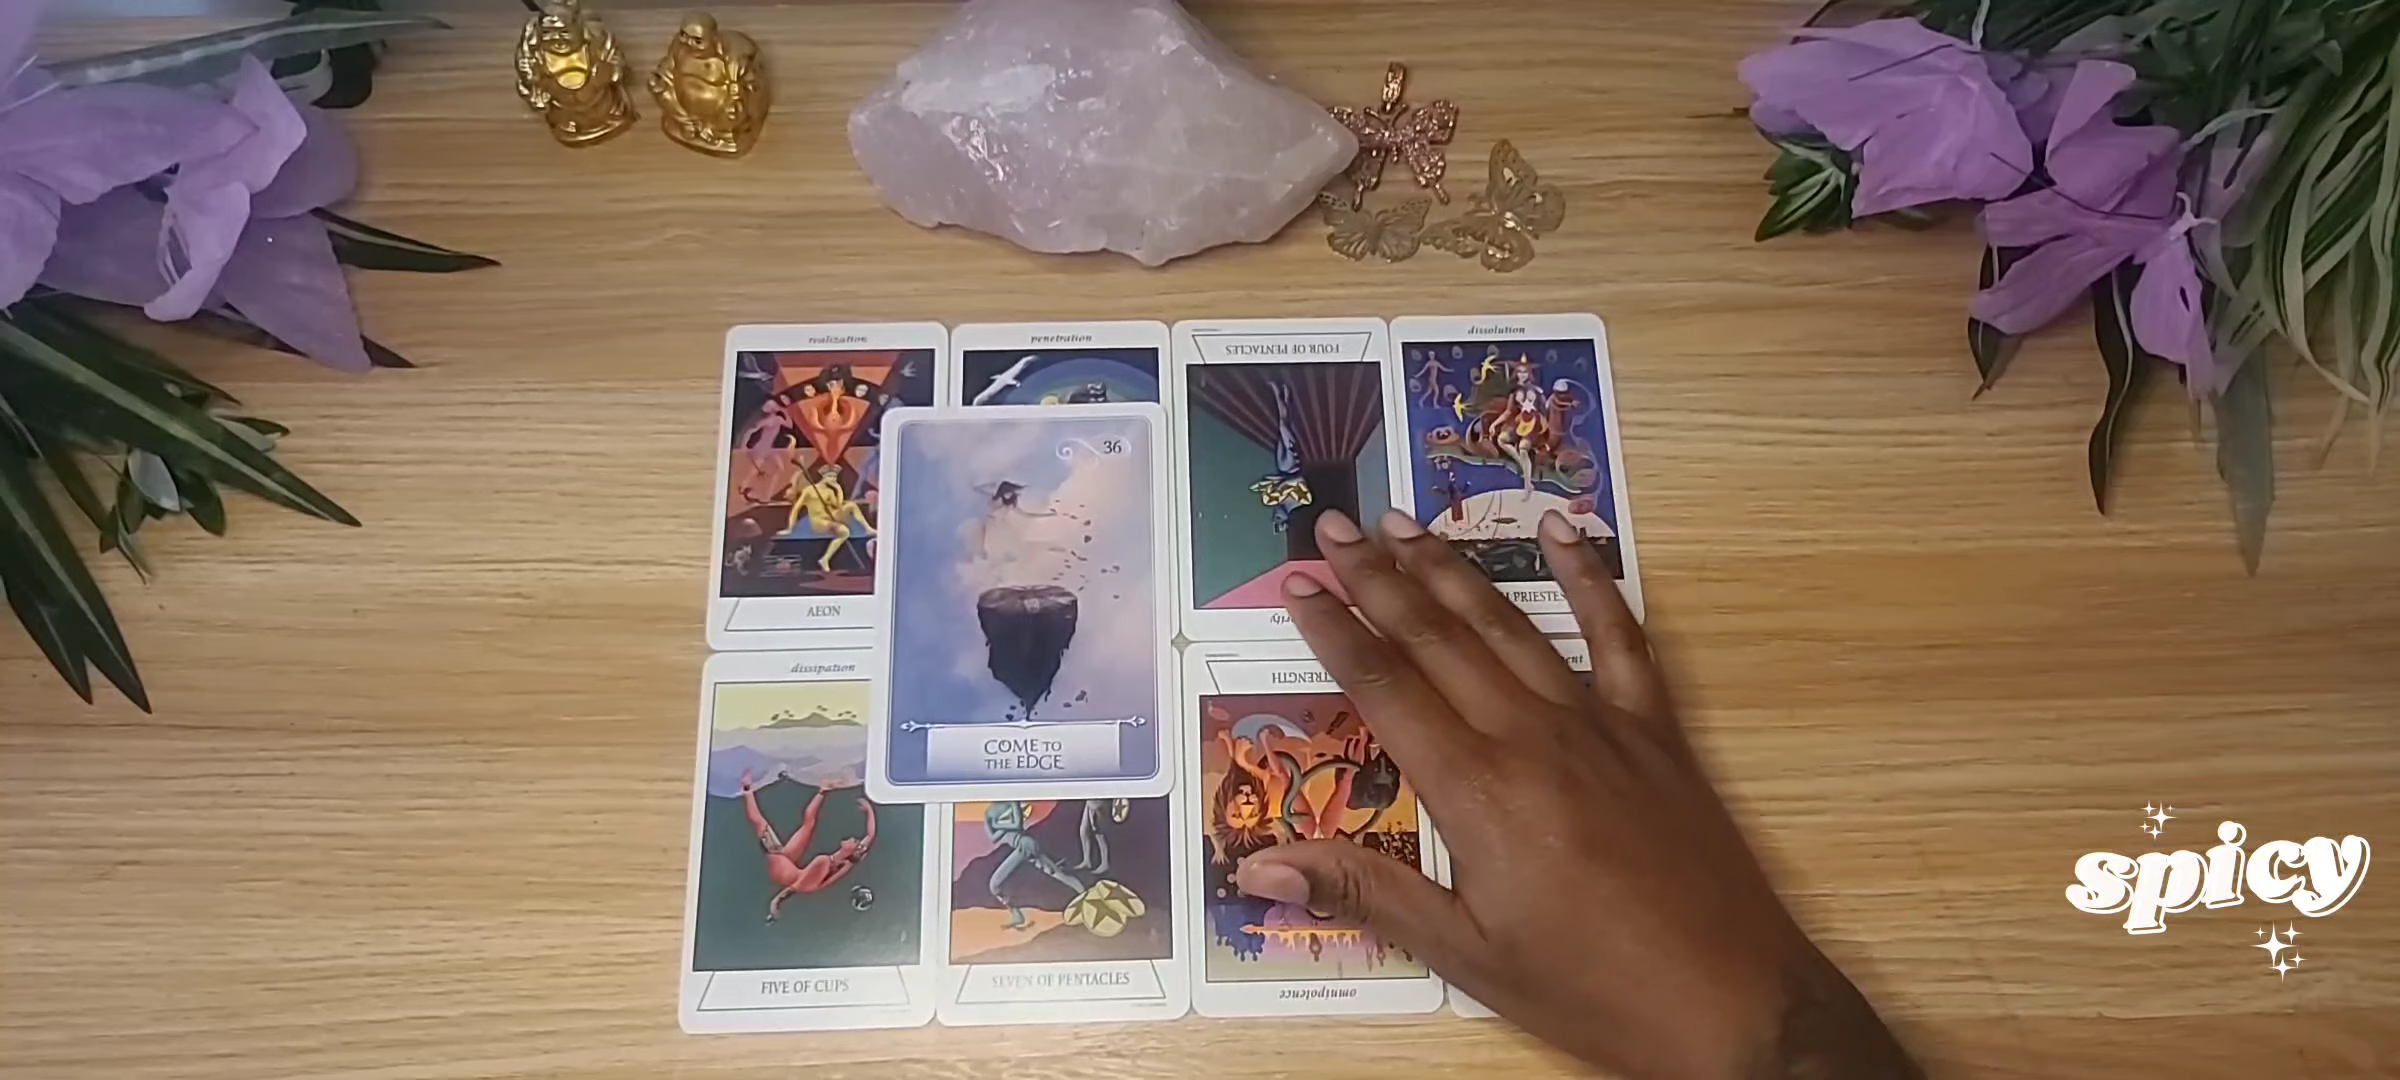 realization
penetration
FOUR OF PENTACLES
dissolution
36
AEON
PRIESTES
dissipation
STRENGTH
COME TO
THE EDGE
FIVE OF CUPS
SEVEN OF PENTACLES
omnipotence
spicy